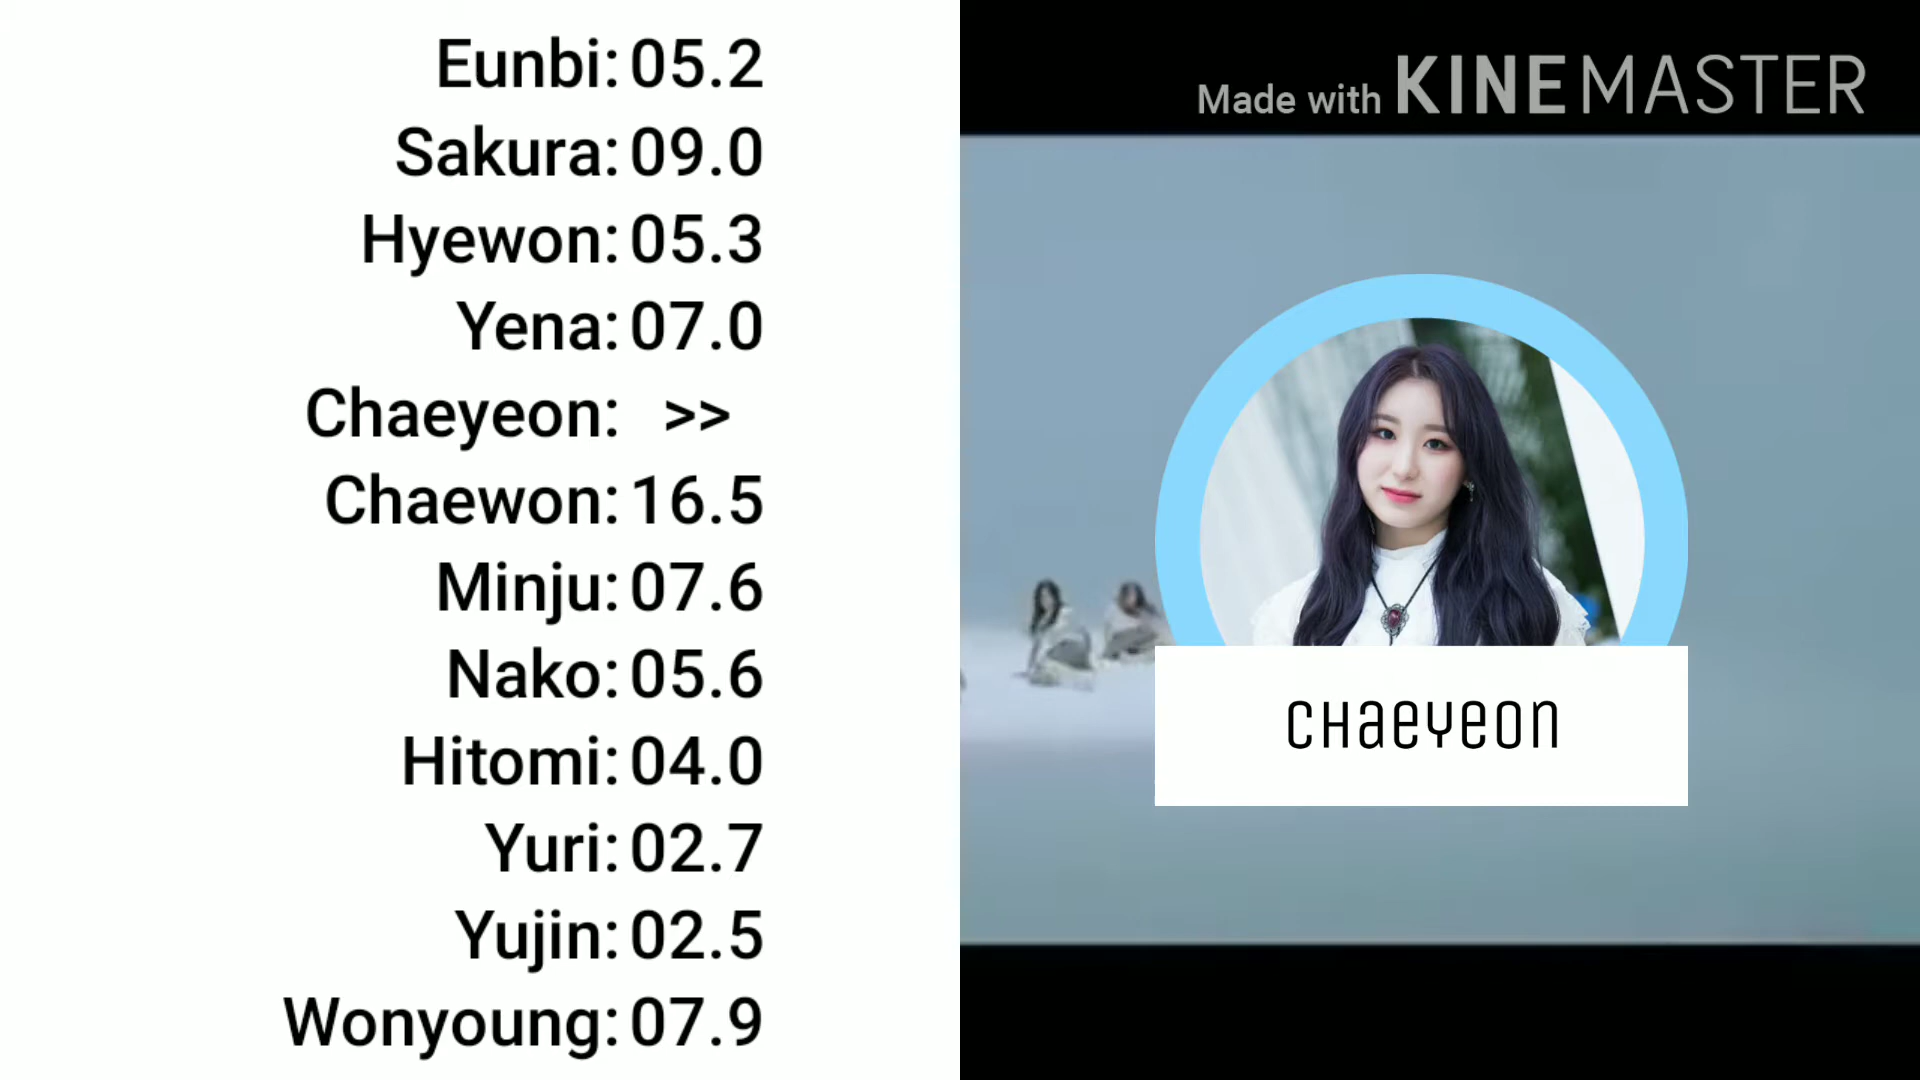 Eunbi: 05.2
Sakura: 09.0
Hyewon: 05.3
Yena: 07.0
Chaeyeon: >>
Chaewon: 16.5
Minju: 07.6
Nako: 05.6
Hitomi: 04.0
Yuri: 02.7
Yujin: 02.5
Wonyoung: 07.9
Made with KINEMASTER
CHaeyeon